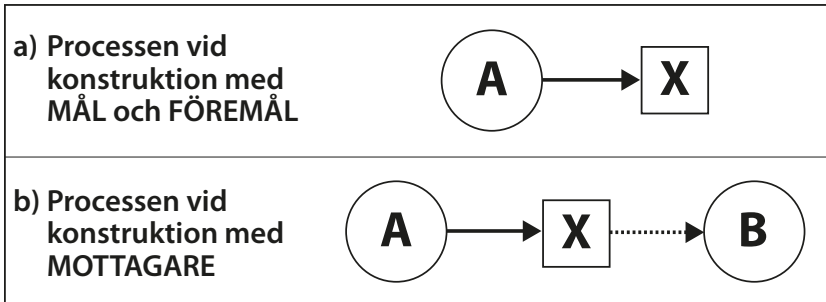 a) Processen vid
konstruktion med
MÅL och FÖREMÅL
A X
b) Processen vid
konstruktion med
MOTTAGARE
A X B